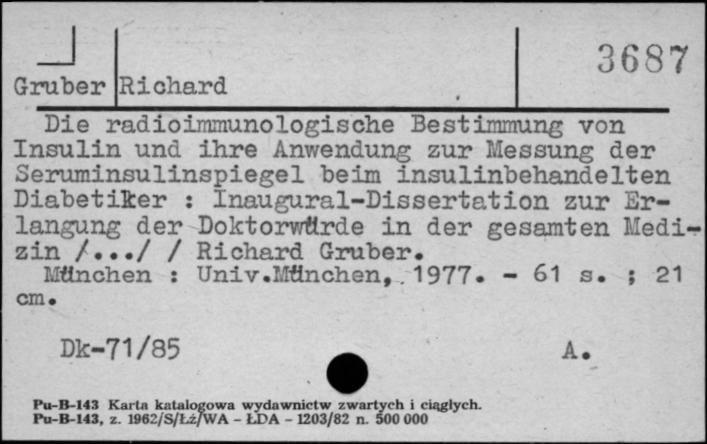 3687
Gruber Richard
Die radioimmunologische Bestimmung von
Insulin und ihre Anwendung zur Messung der
Seruminsulinspiegel beim insulinbehandelten
Diabetiker : Inaugural-Dissertation zur Er-
langung der Doktorwürde in der gesamten Medi-
zin /.../ / Richard Gruber.
München : Univ.München, 1977. - 61 s. ; 21
cm.
Dk-71/85 A.
Pu-B-143 Karta katalogowa wydawnictw zwartych i ciągłych.
Pu-B-143, z. 1962/S/Łż/WA - ŁDA - 1203/82 n. 500 000